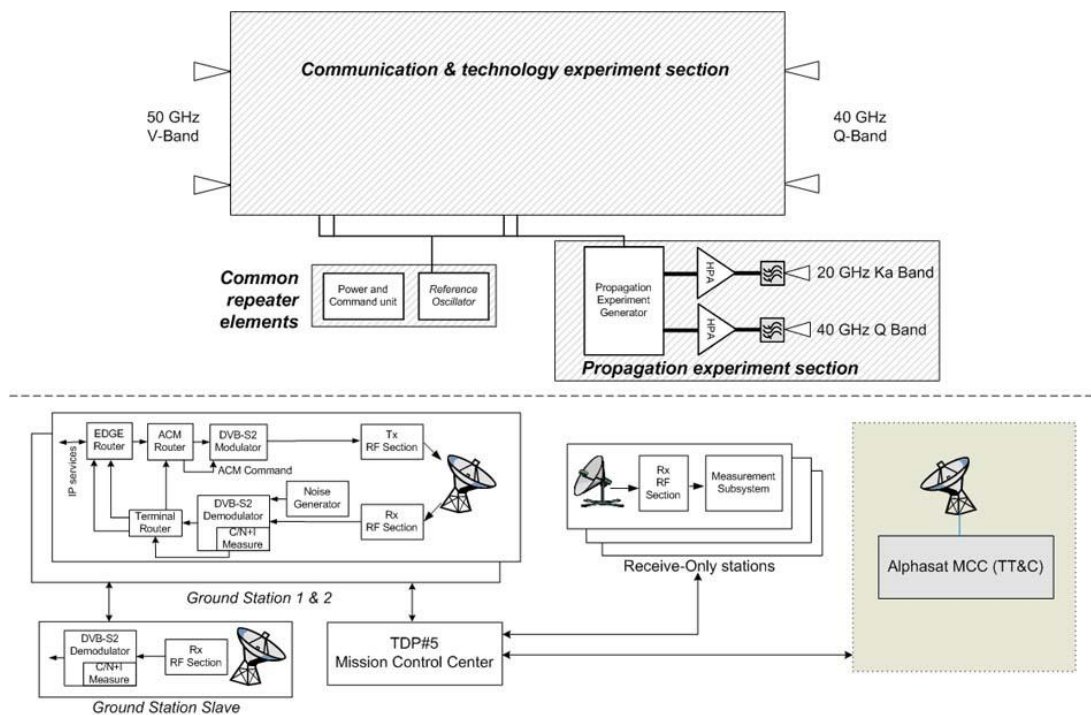 Communication & technology experiment section
50 GHz
V-Band
40 GHz
Q-Band
Common
repeater
elements
Power and
Command unit
Reference
Oscillator
Propagation
Experiment
Generator
HPA
20 GHz Ka Band
HPA
40 GHz Q Band
Propagation experiment section
IP services
EDGE
Router
ACM
Router
DVB-S2
Modulator
Tx
RF Section
ACM Command
Terminal
Router
DVB-S2
Demodulator
C/N+I
Measure
Noise
Generator
Rx
RF Section
Ground Station 1 & 2
Rx
RF
Section
Measurement
Subsystem
Receive-Only stations
Alphasat MCC (TT&C)
DVB-S2
Demodulator
C/N+I
Measure
Rx
RF Section
Ground Station Slave
TDP#5
Mission Control Center